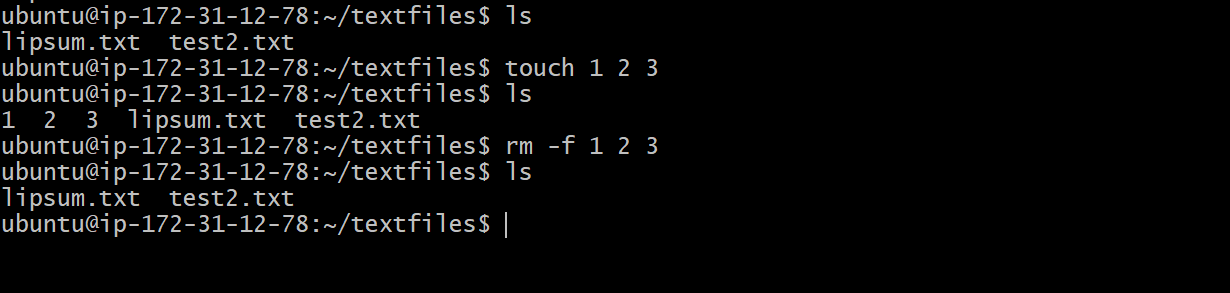 ubuntu@ip-172-31-12-78:~/textfiles$ ls
lipsum.txt  test2.txt
ubuntu@ip-172-31-12-78:~/textfiles$ touch 1 2 3
ubuntu@ip-172-31-12-78:~/textfiles$ ls
1  2  3  lipsum.txt  test2.txt
ubuntu@ip-172-31-12-78:~/textfiles$ rm -f 1 2 3
ubuntu@ip-172-31-12-78:~/textfiles$ ls
lipsum.txt  test2.txt
ubuntu@ip-172-31-12-78:~/textfiles$